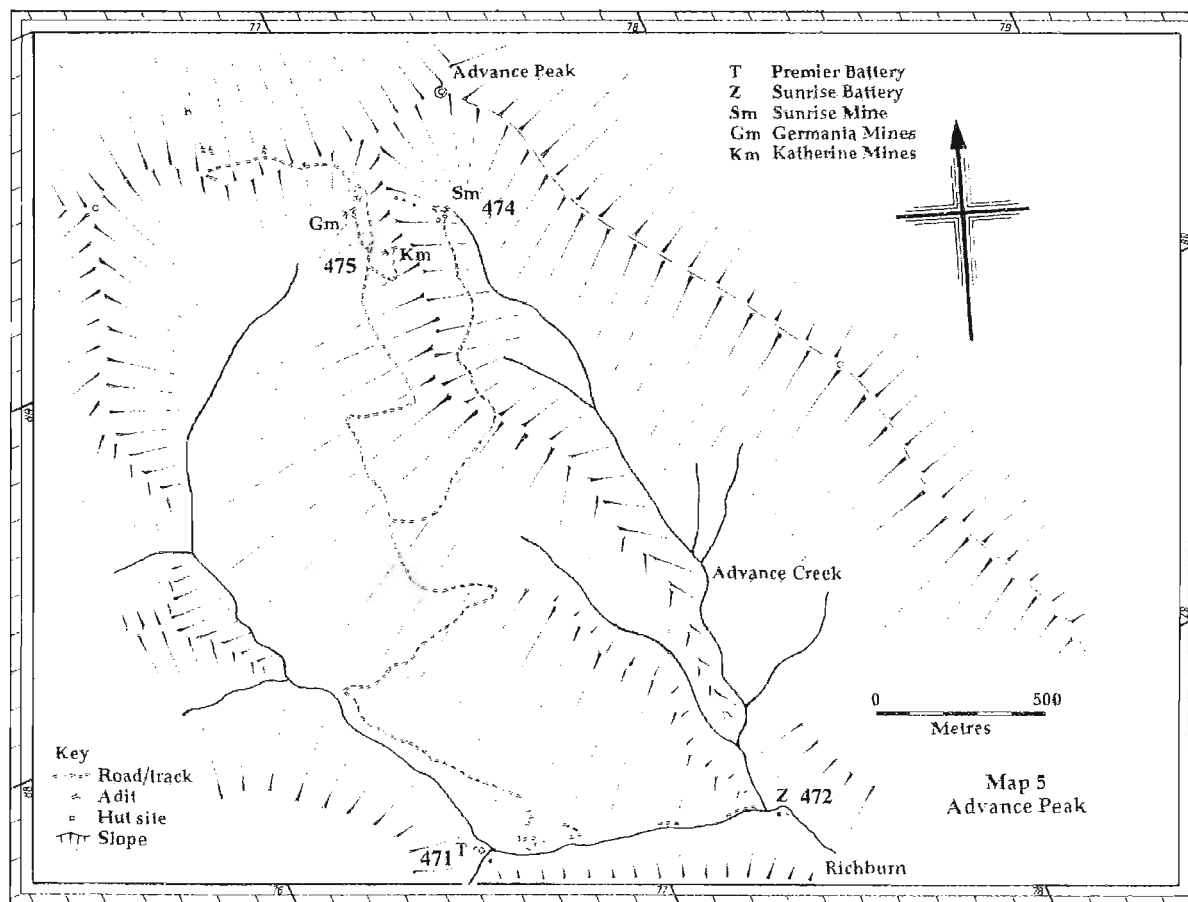 77 78 79
Advance Peak
T Premier Battery
Z Sunrise Battery
Sm Sunrise Mine
Gm Germania Mines
Km Katherine Mines
Sm
474
Gm
Km
475
Advance Creek
0 500
Metres
Key
Road/track
Adit
Hut site
Slope
Map 5
Advance Peak
Z 472
471 T
Richburn
76 77 78